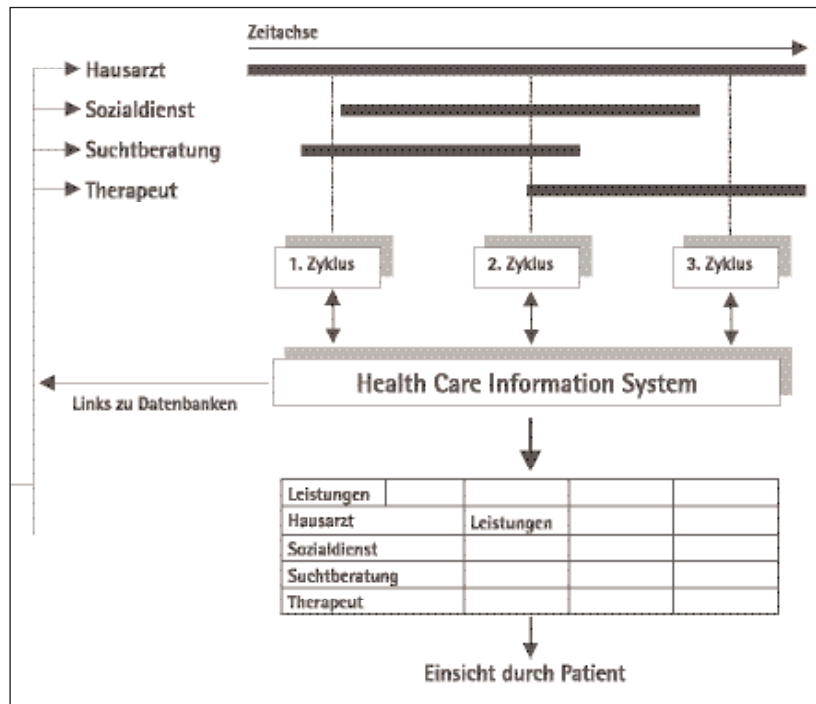 Zeitachse
Hausarzt
Sozialdienst
Suchtberatung
Therapeut
1. Zyklus
2. Zyklus
3. Zyklus
Health Care Information System
Links zu Datenbanken
Leistungen
Hausarzt Leistungen
Sozialdienst
Suchtberatung
Therapeut
Einsicht durch Patient